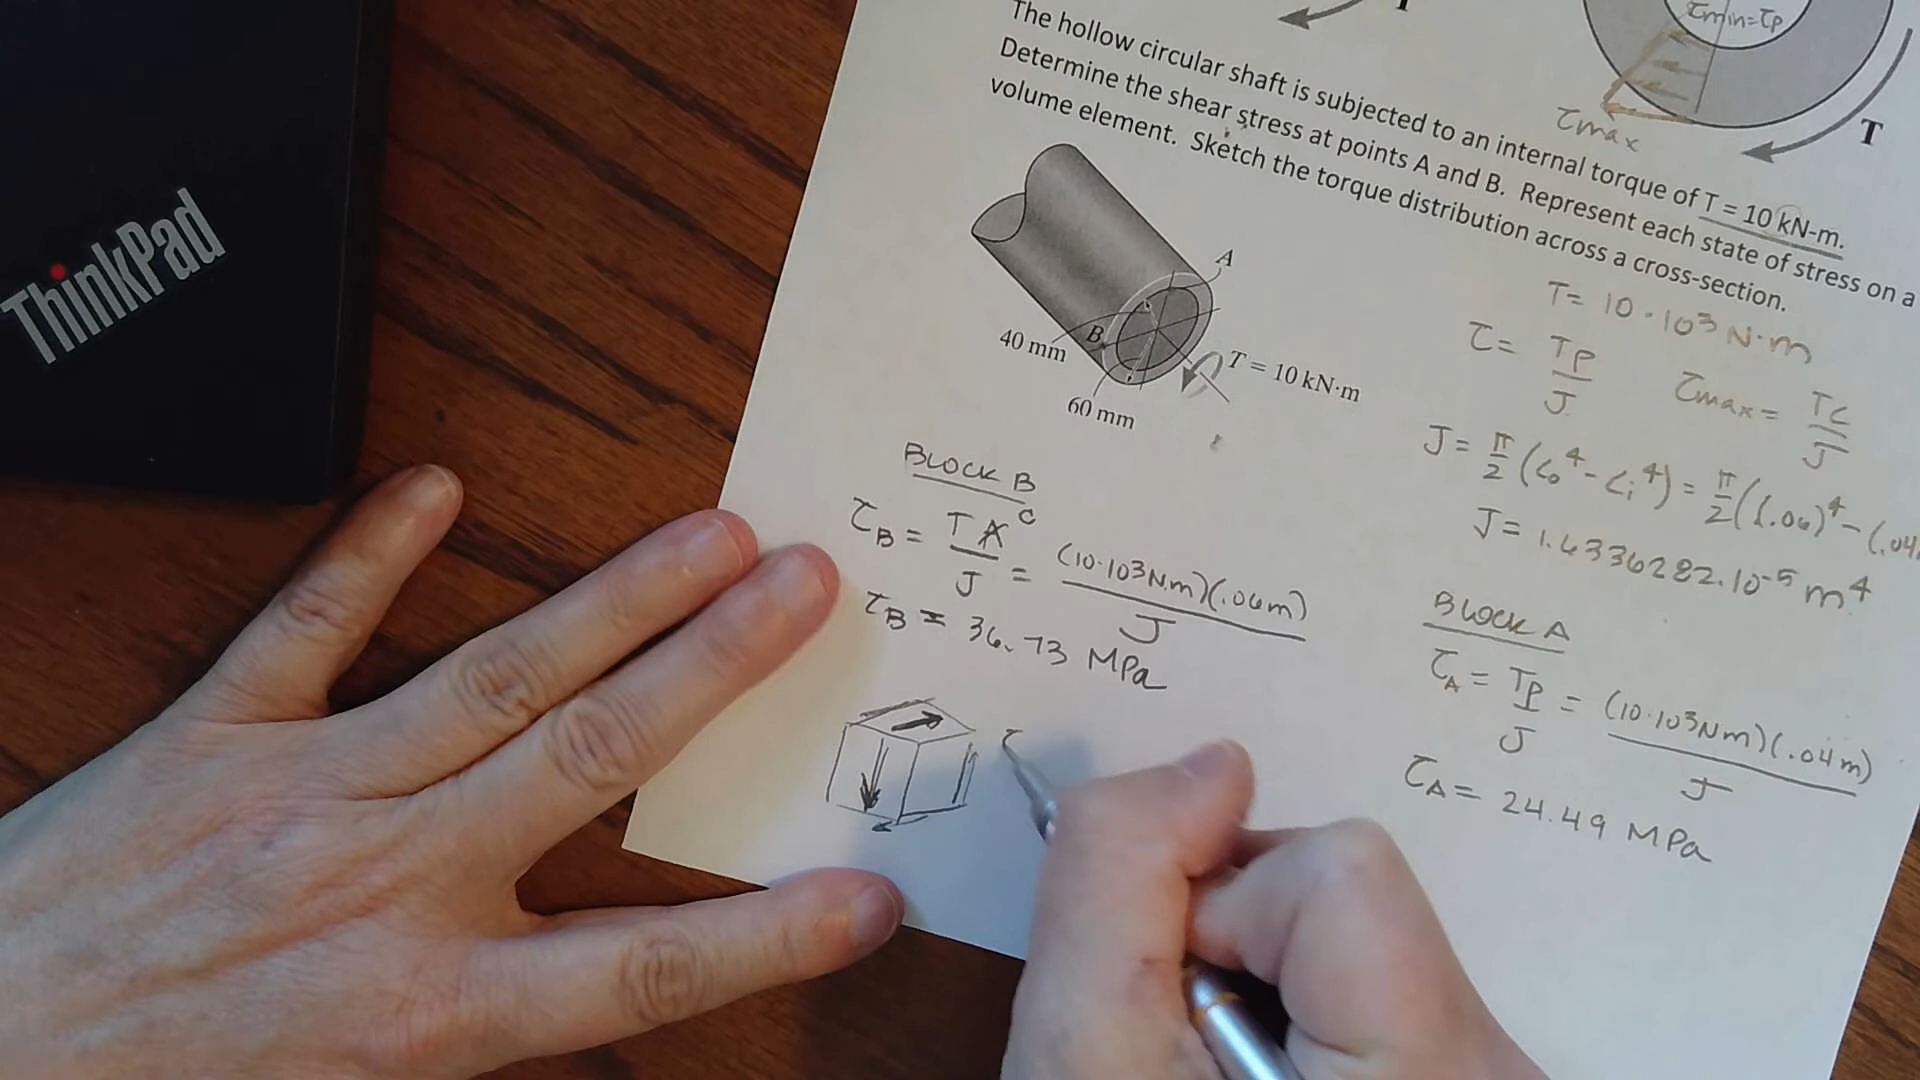 ThinkPad
T
τmin=τρ
τmax
T
The hollow circular shaft is subjected to an internal torque of T = 10 kN-m.
Determine the shear stress at points A and B. Represent each state of stress on a
volume element. Sketch the torque distribution across a cross-section.
A
B
40 mm
60 mm
T = 10 kN·m
T = 10·10³ N·m
τ = Tρ/J
τmax = TC/J
J = π/2 (Co⁴ - Ci⁴) = π/2 ((.06)⁴ - (.04
J = 1.6336282·10⁻⁵ m⁴
BLOCK B
τB = TC/J = (10·10³Nm)(.06m)/J
τB = 36.73 MPa
τ
BLOCK A
τA = Tρ/J = (10·10³Nm)(.04m)/J
τA = 24.49 MPa